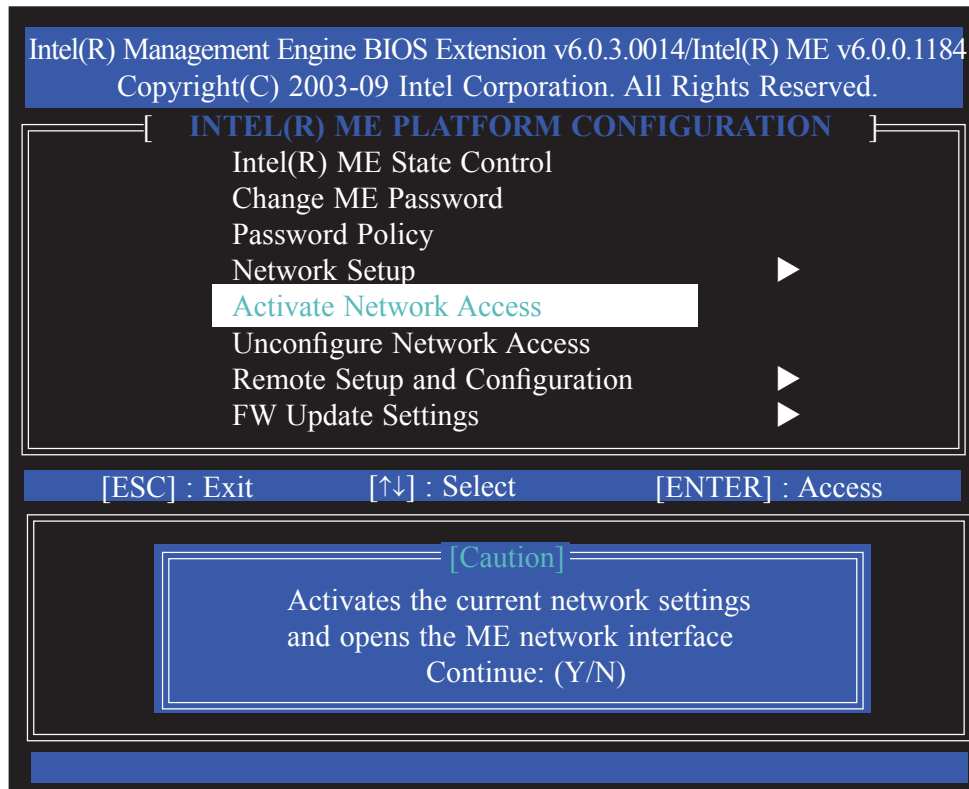 Intel(R) Management Engine BIOS Extension v6.0.3.0014/Intel(R) ME v6.0.0.1184
Copyright(C) 2003-09 Intel Corporation. All Rights Reserved.
[ INTEL(R) ME PLATFORM CONFIGURATION ]
Intel(R) ME State Control
Change ME Password
Password Policy
Network Setup ▶
Activate Network Access
Unconfigure Network Access
Remote Setup and Configuration ▶
FW Update Settings ▶
[ESC] : Exit [↑↓] : Select [ENTER] : Access
[Caution]
Activates the current network settings
and opens the ME network interface
Continue: (Y/N)